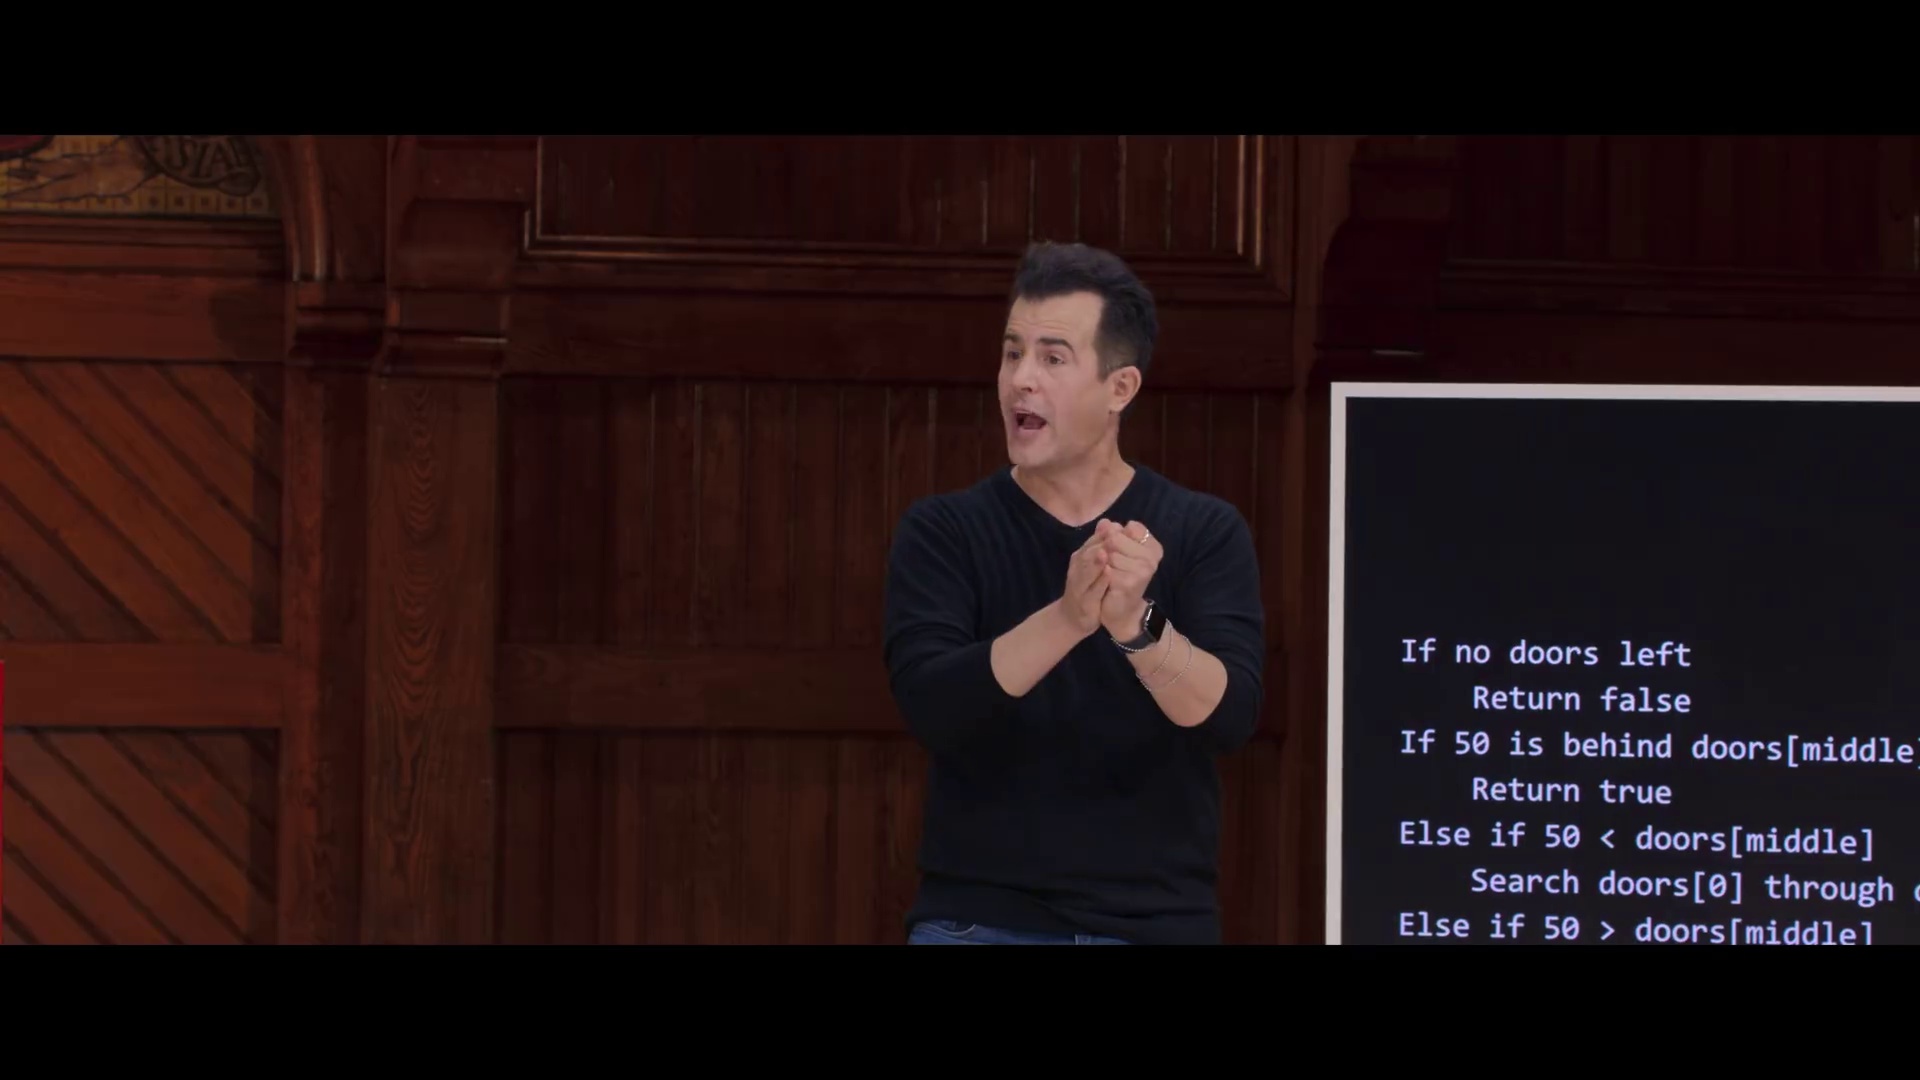 If no doors left
Return false
If 50 is behind doors[middle]
Return true
Else if 50 < doors[middle]
Search doors[0] through
Else if 50 > doors[middle]